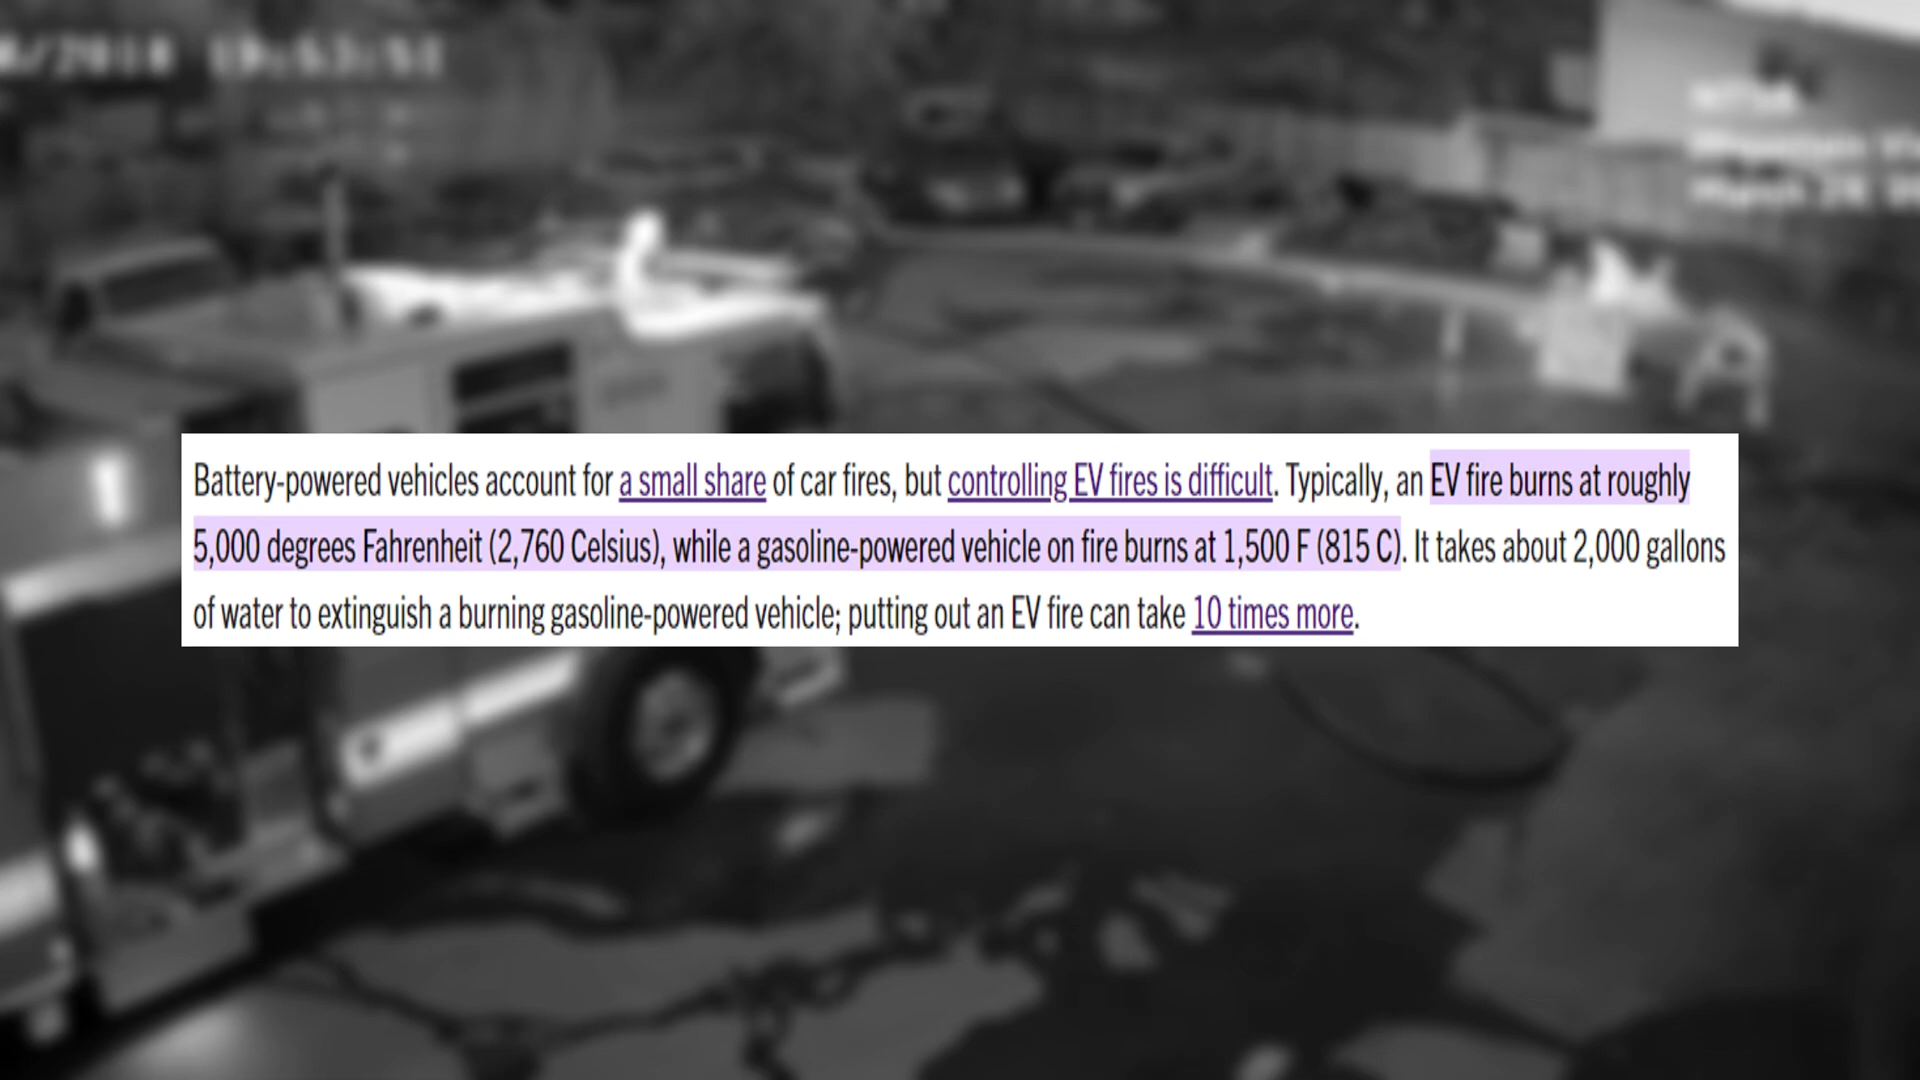 Battery-powered vehicles account for a small share of car fires, but controlling EV fires is difficult. Typically, an EV fire burns at roughly
5,000 degrees Fahrenheit (2,760 Celsius), while a gasoline-powered vehicle on fire burns at 1,500 F (815 C). It takes about 2,000 gallons
of water to extinguish a burning gasoline-powered vehicle; putting out an EV fire can take 10 times more.